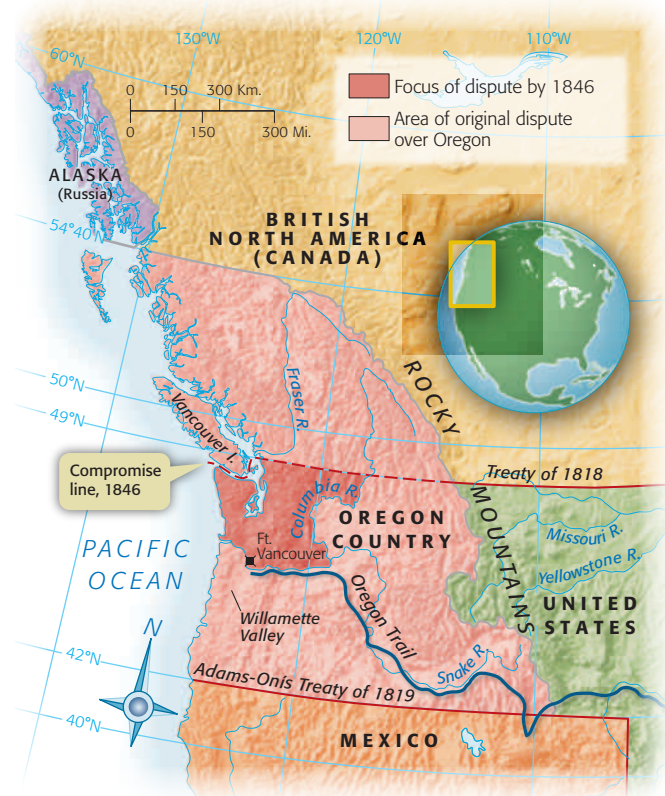 130°W
120°W
110°W
60°N
0 150 300 Km.
0 150 300 Mi.
Focus of dispute by 1846
Area of original dispute
over Oregon
ALASKA
(Russia)
54°40'N
BRITISH
NORTH AMERICA
(CANADA)
ROCKY
MOUNTAINS
50°N
49°N
Fraser R.
Vancouver I.
Compromise
line, 1846
Treaty of 1818
Columbia R.
OREGON
COUNTRY
Missouri R.
Yellowstone R.
PACIFIC
OCEAN
Ft.
Vancouver
UNITED
STATES
Willamette
Valley
Oregon Trail
Snake R.
N
42°N
Adams-Onís Treaty of 1819
40°N
MEXICO